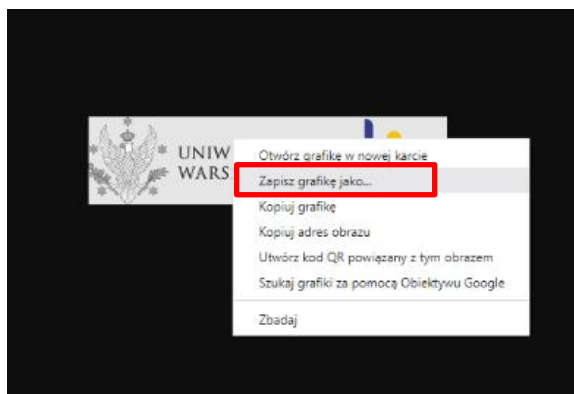 UNIW
WARS
Otwórz grafikę w nowej karcie
Zapisz grafikę jako...
Kopiuj grafikę
Kopiuj adres obrazu
Utwórz kod QR powiązany z tym obrazem
Szukaj grafiki za pomocą Obiektywu Google
Zbadaj